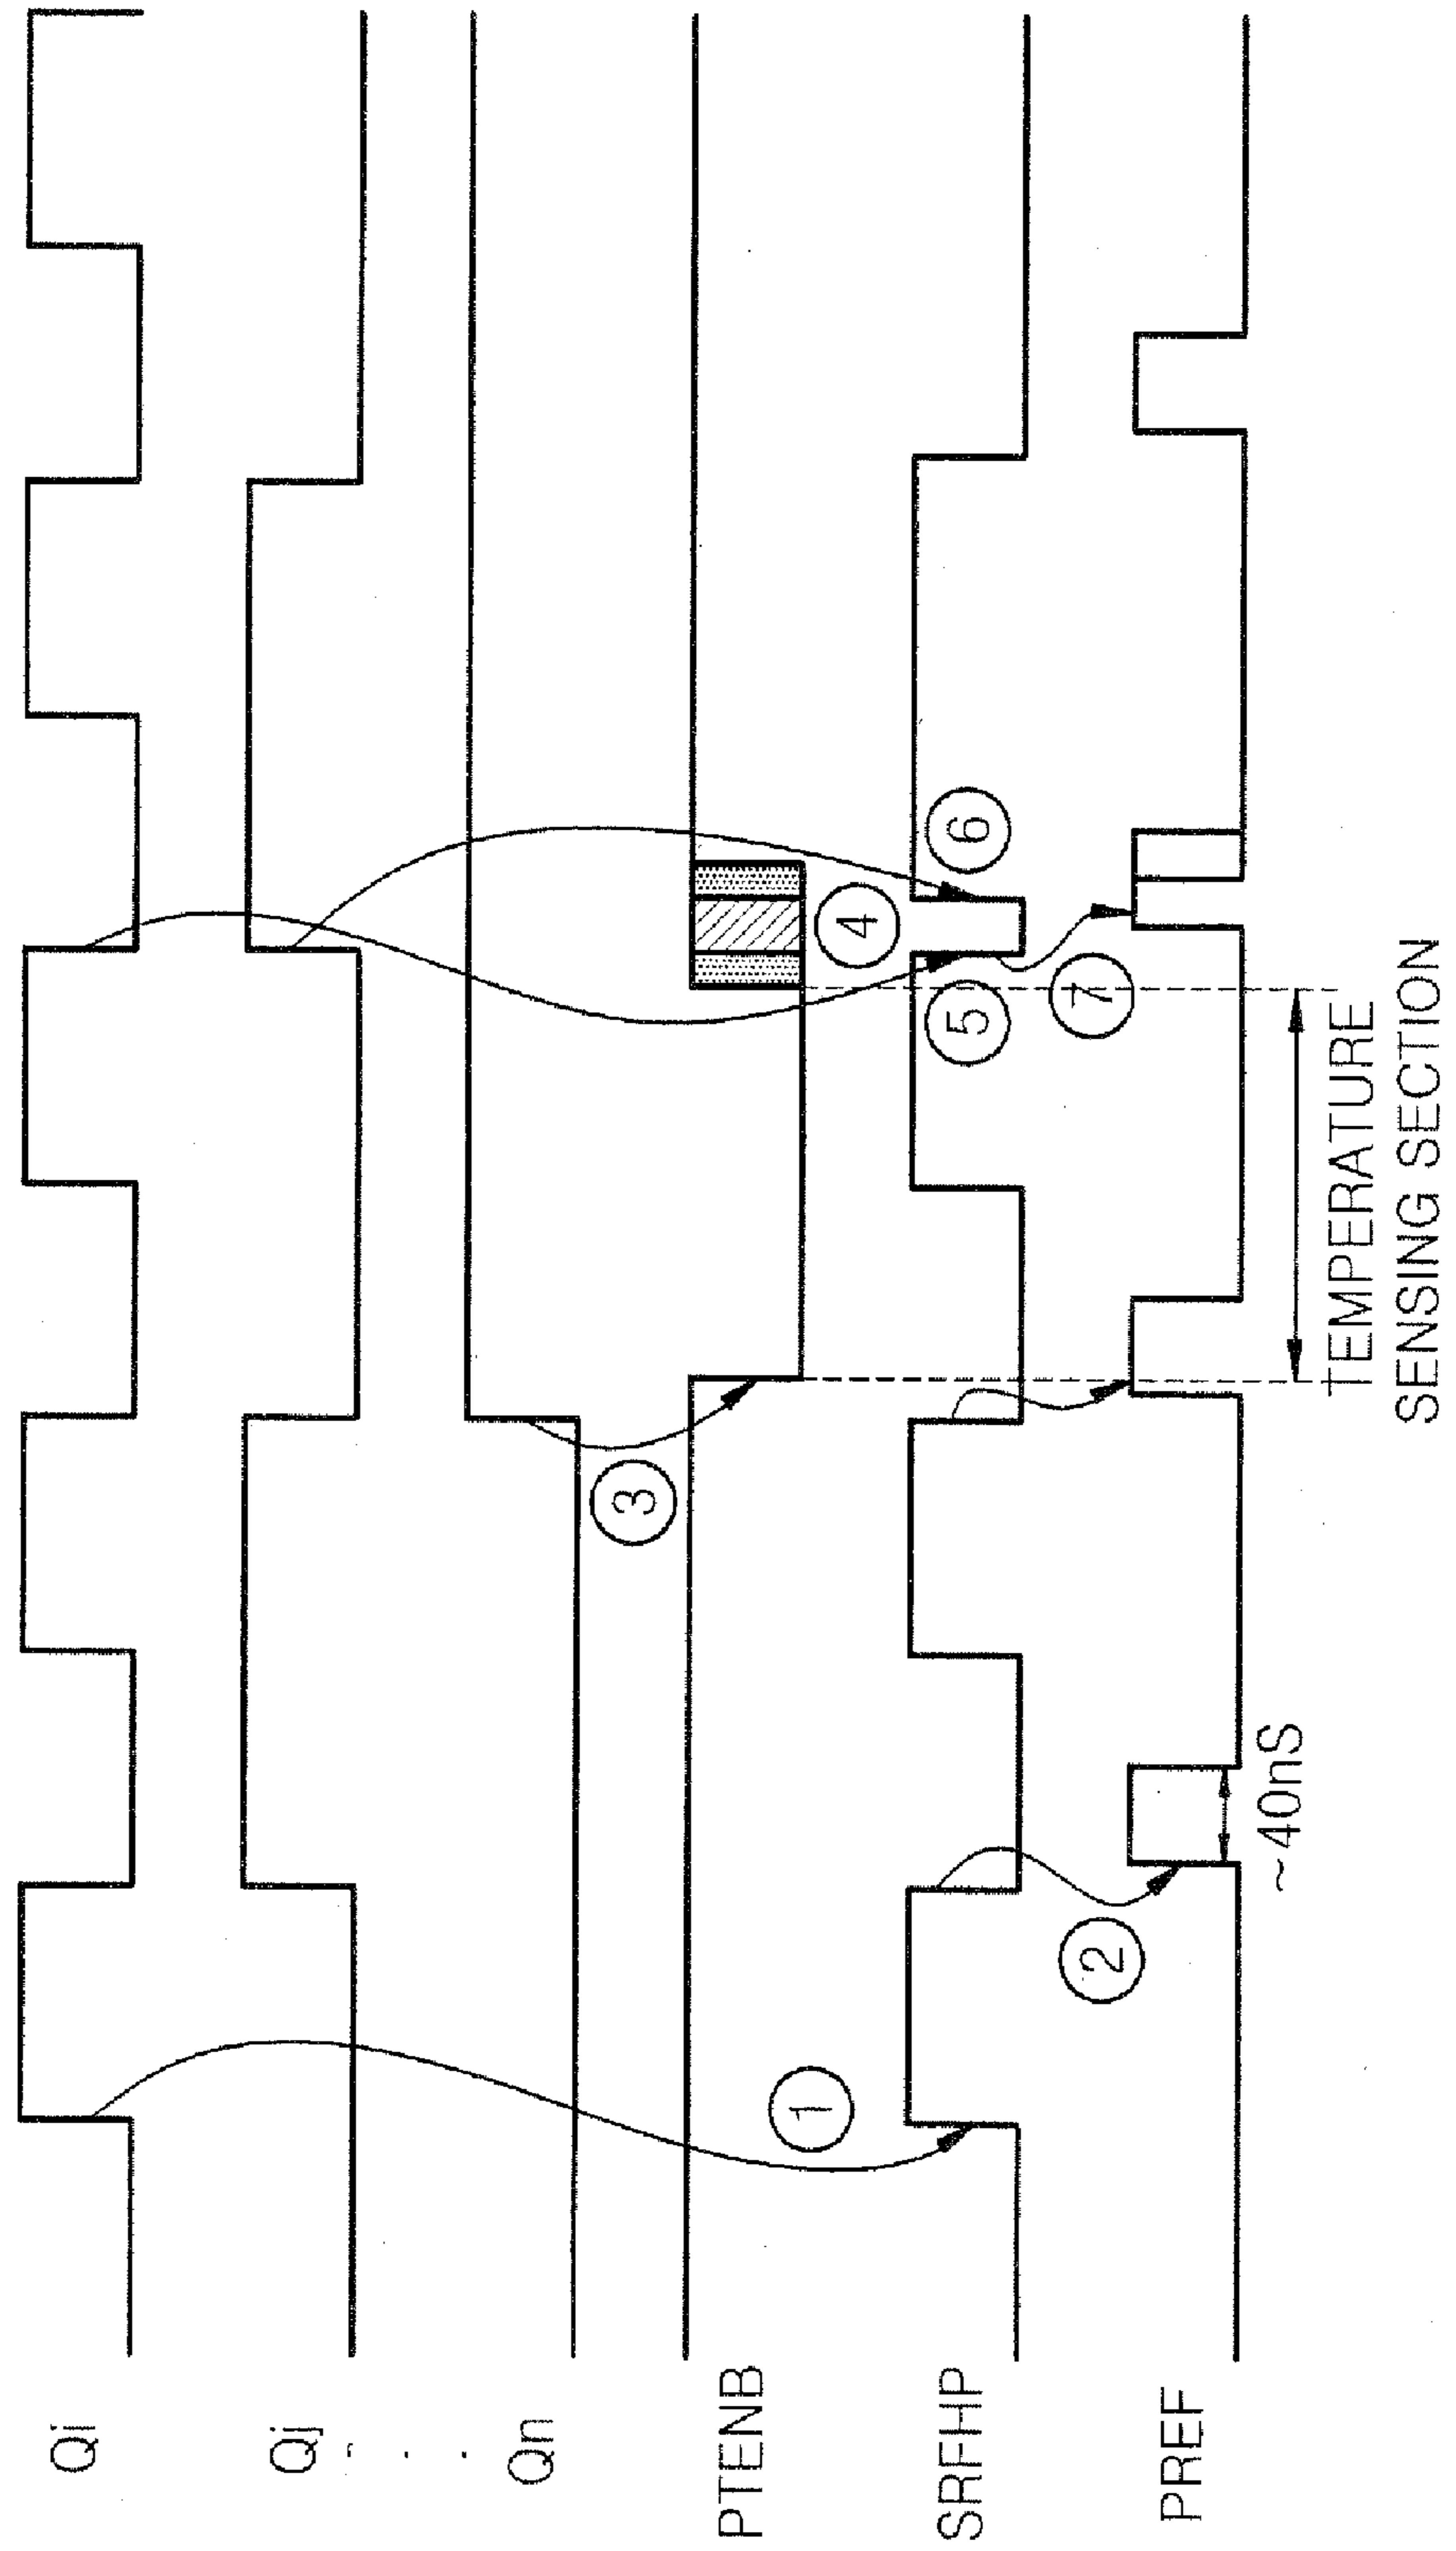 Qi
Qj
Qn
PTENB
SRFHP
PREF
1
2
3
4
5
6
7
~40nS
TEMPERATURE
SENSING SECTION